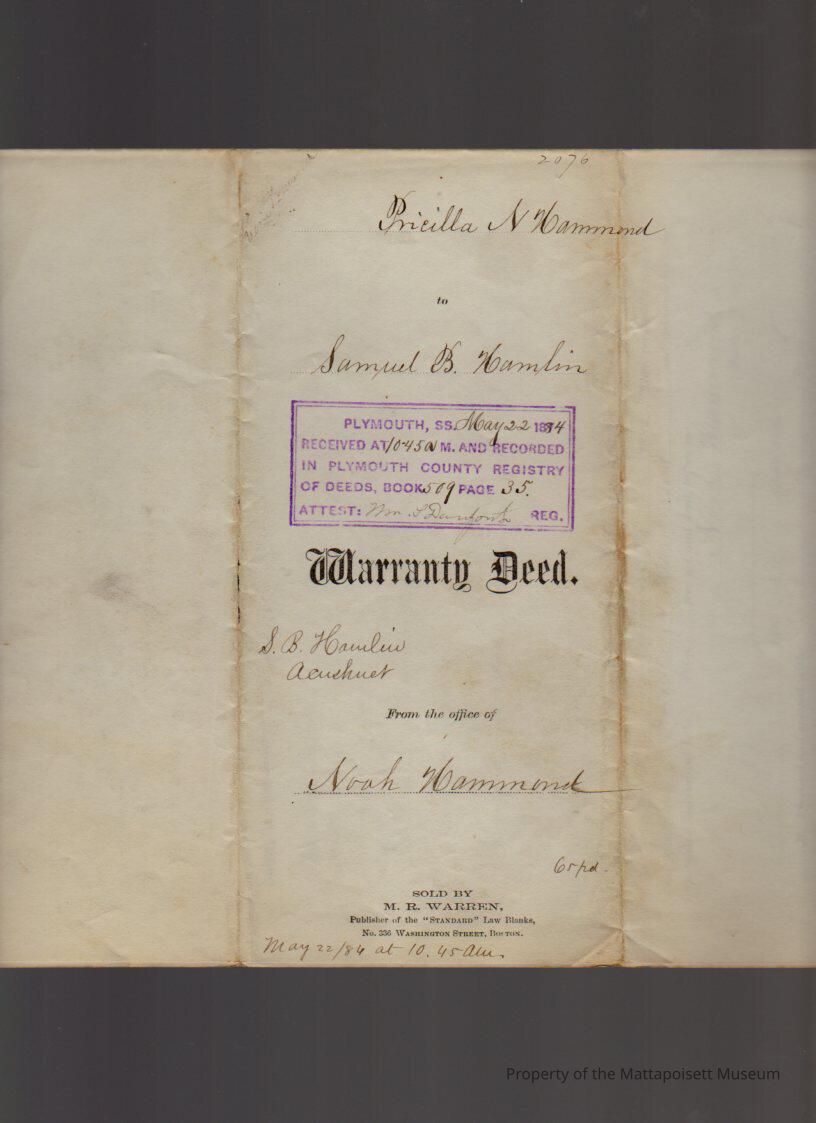 2076
Pricilla N Hammond
to
Samuel B. Hamlin
PLYMOUTH, SS. May 22 1884
RECEIVED AT 10-45 A M. AND RECORDED
IN PLYMOUTH COUNTY REGISTRY
OF DEEDS, BOOK 509 PAGE 35.
ATTEST: Wm. S Danforth REG.
Warranty Deed.
S. B. Hamlin
Acushnet
From the office of
Noah Hammond
65 pd.
SOLD BY
M. R. WARREN,
Publisher of the "STANDARD" Law Blanks,
No. 336 WASHINGTON STREET, BOSTON.
May 22/84 at 10.45 am.
Property of the Mattapoisett Museum